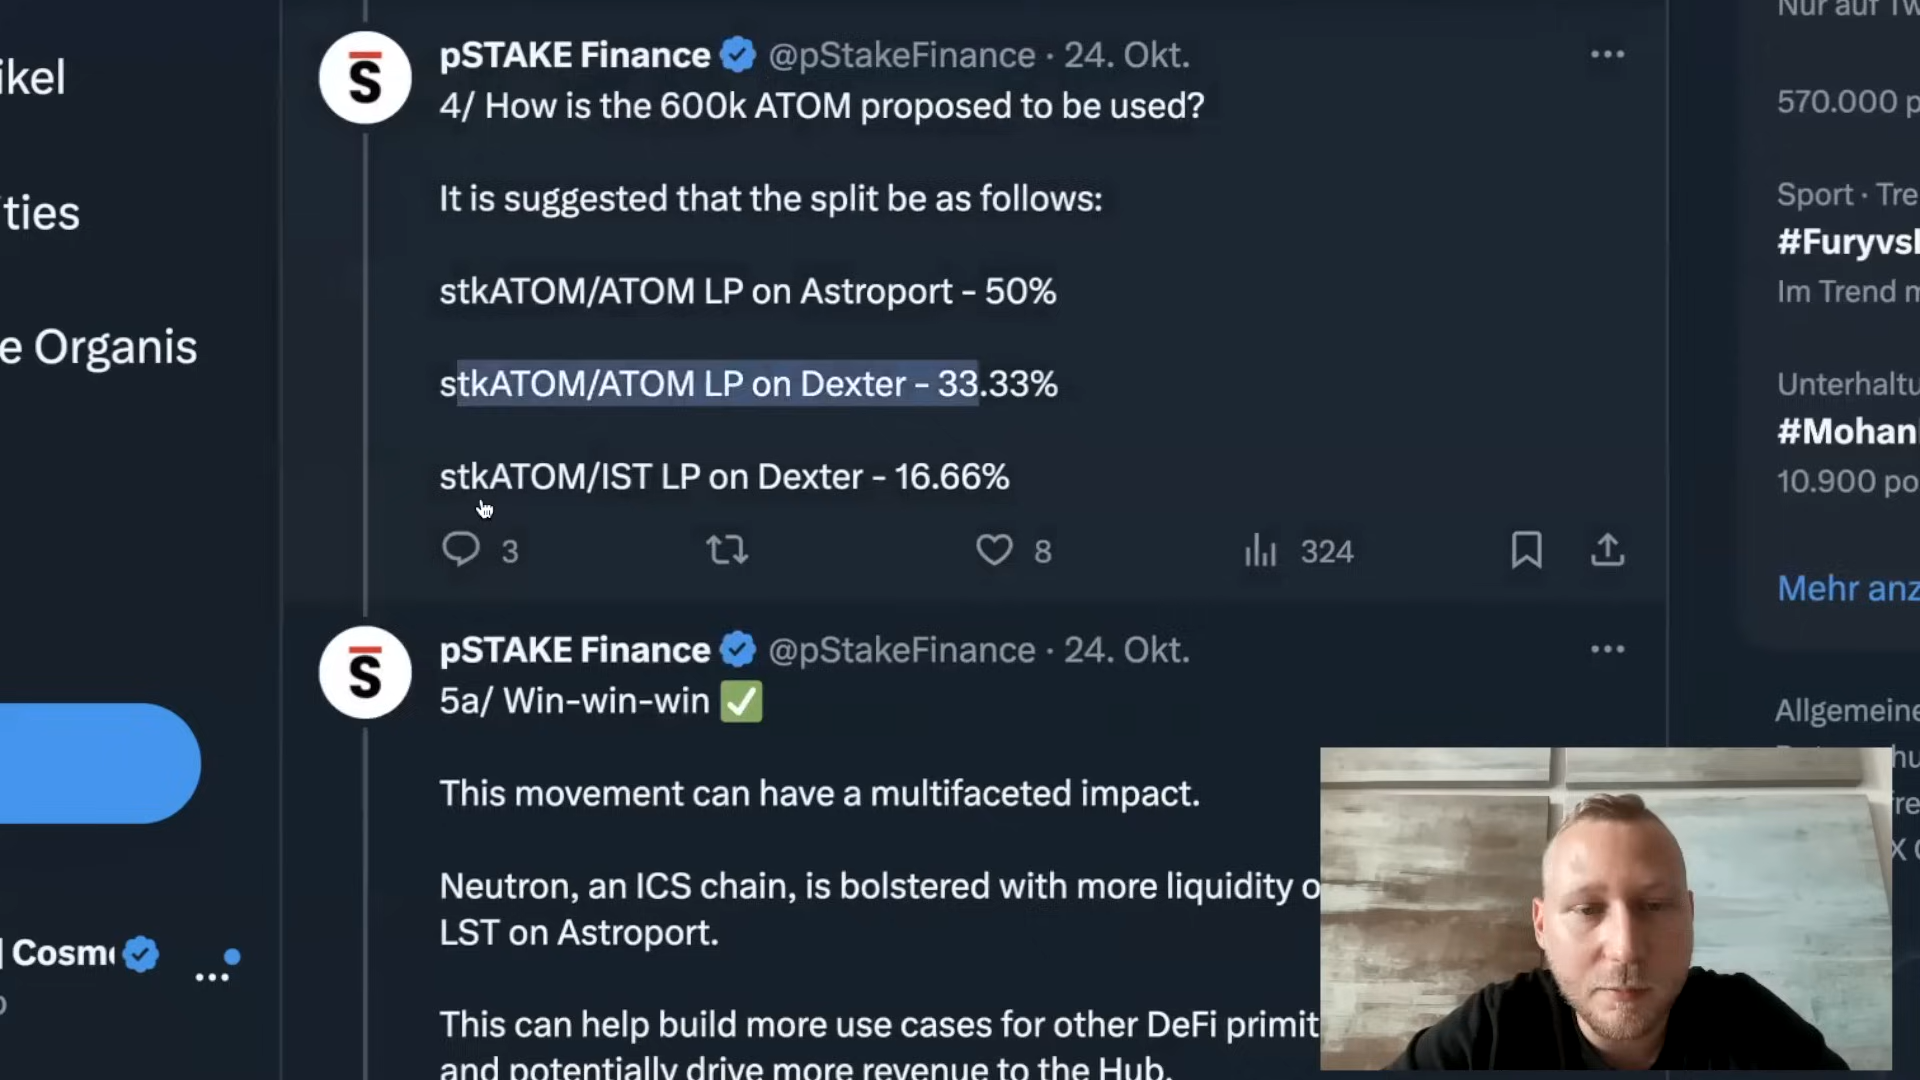 ikel
ties
e Organis
Cosm
pSTAKE Finance @pStakeFinance · 24. Okt.
4/ How is the 600k ATOM proposed to be used?
It is suggested that the split be as follows:
stkATOM/ATOM LP on Astroport - 50%
stkATOM/ATOM LP on Dexter - 33.33%
stkATOM/IST LP on Dexter - 16.66%
3 8 324
pSTAKE Finance @pStakeFinance · 24. Okt.
5a/ Win-win-win ✅
This movement can have a multifaceted impact.
Neutron, an ICS chain, is bolstered with more liquidity o
LST on Astroport.
This can help build more use cases for other DeFi primit
and potentially drive more revenue to the Hub.
Nur auf Tw
570.000 p
Sport · Tre
#Furyvs
Im Trend m
Unterhaltu
#Mohan
10.900 po
Mehr anz
Allgemeine